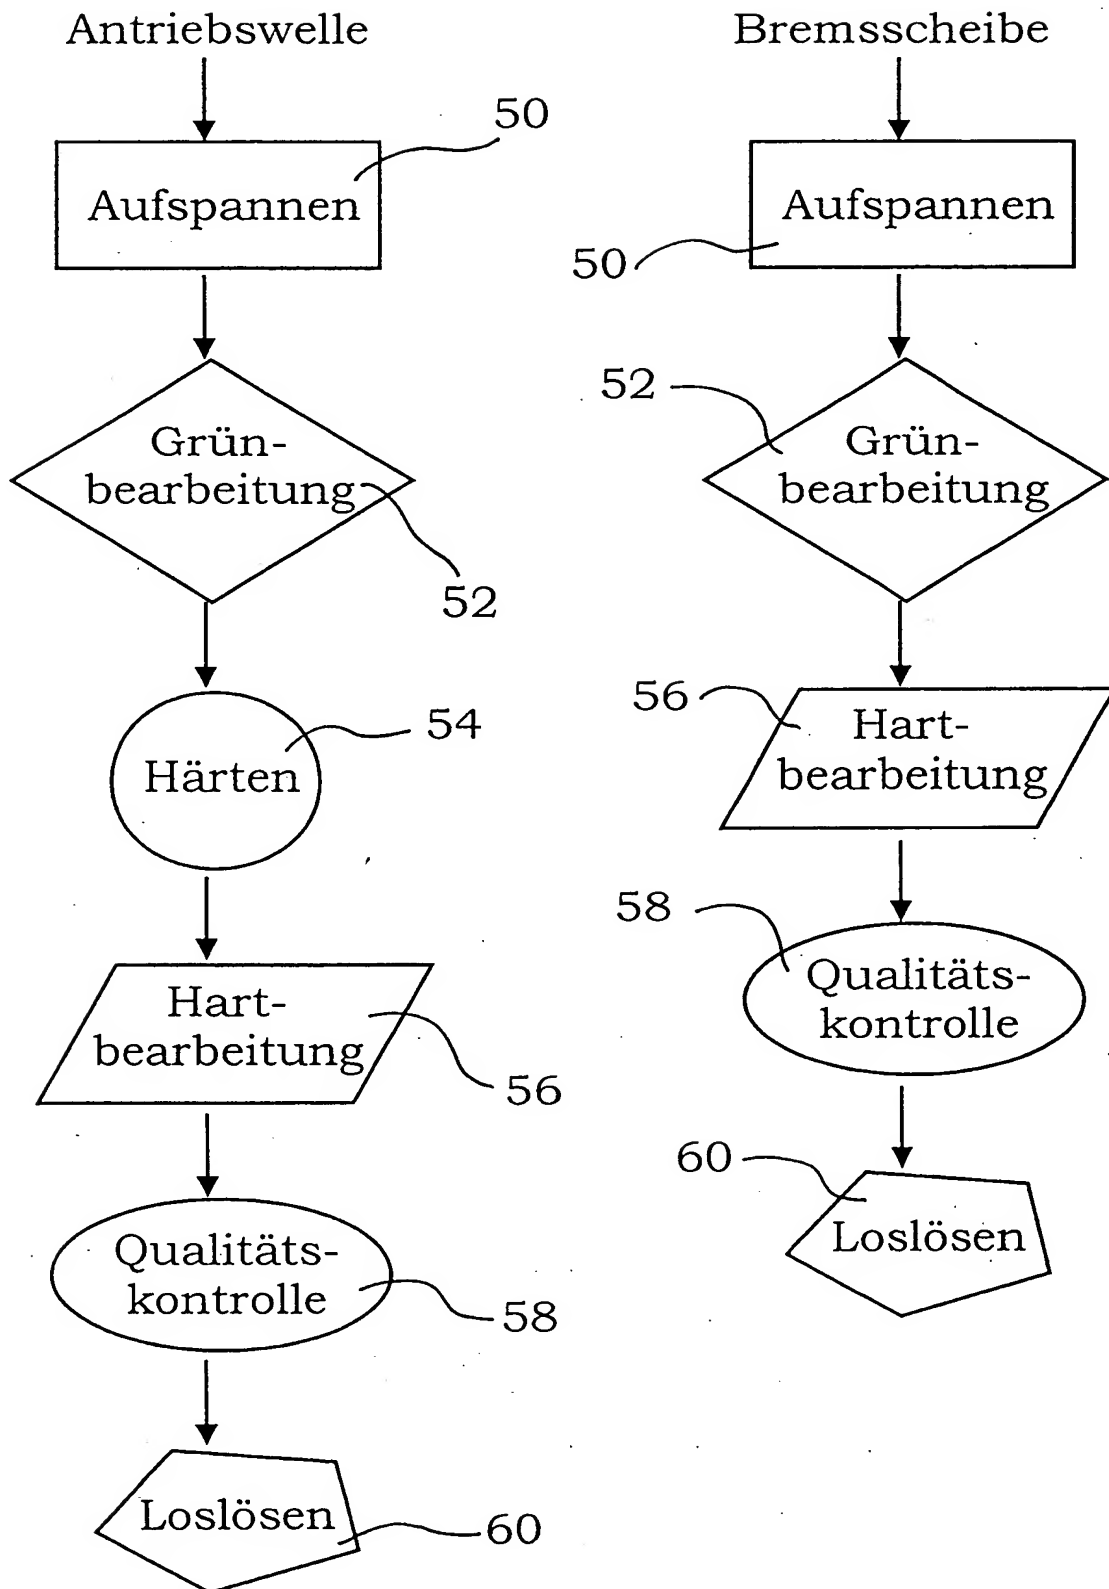 Antriebswelle
50
Aufspannen
Grün-
bearbeitung
52
54
Härten
Hart-
bearbeitung
56
Qualitäts-
kontrolle
58
Loslösen
60
Bremsscheibe
Aufspannen
50
52
Grün-
bearbeitung
56
Hart-
bearbeitung
58
Qualitäts-
kontrolle
60
Loslösen